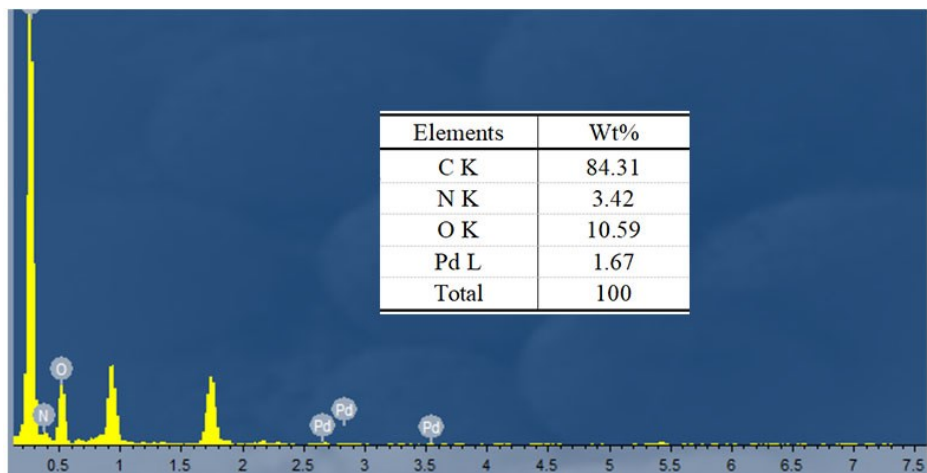 Elements Wt%
C K 84.31
N K 3.42
O K 10.59
Pd L 1.67
Total 100
O
N
Pd
Pd
Pd
0.5 1 1.5 2 2.5 3 3.5 4 4.5 5 5.5 6 6.5 7 7.5